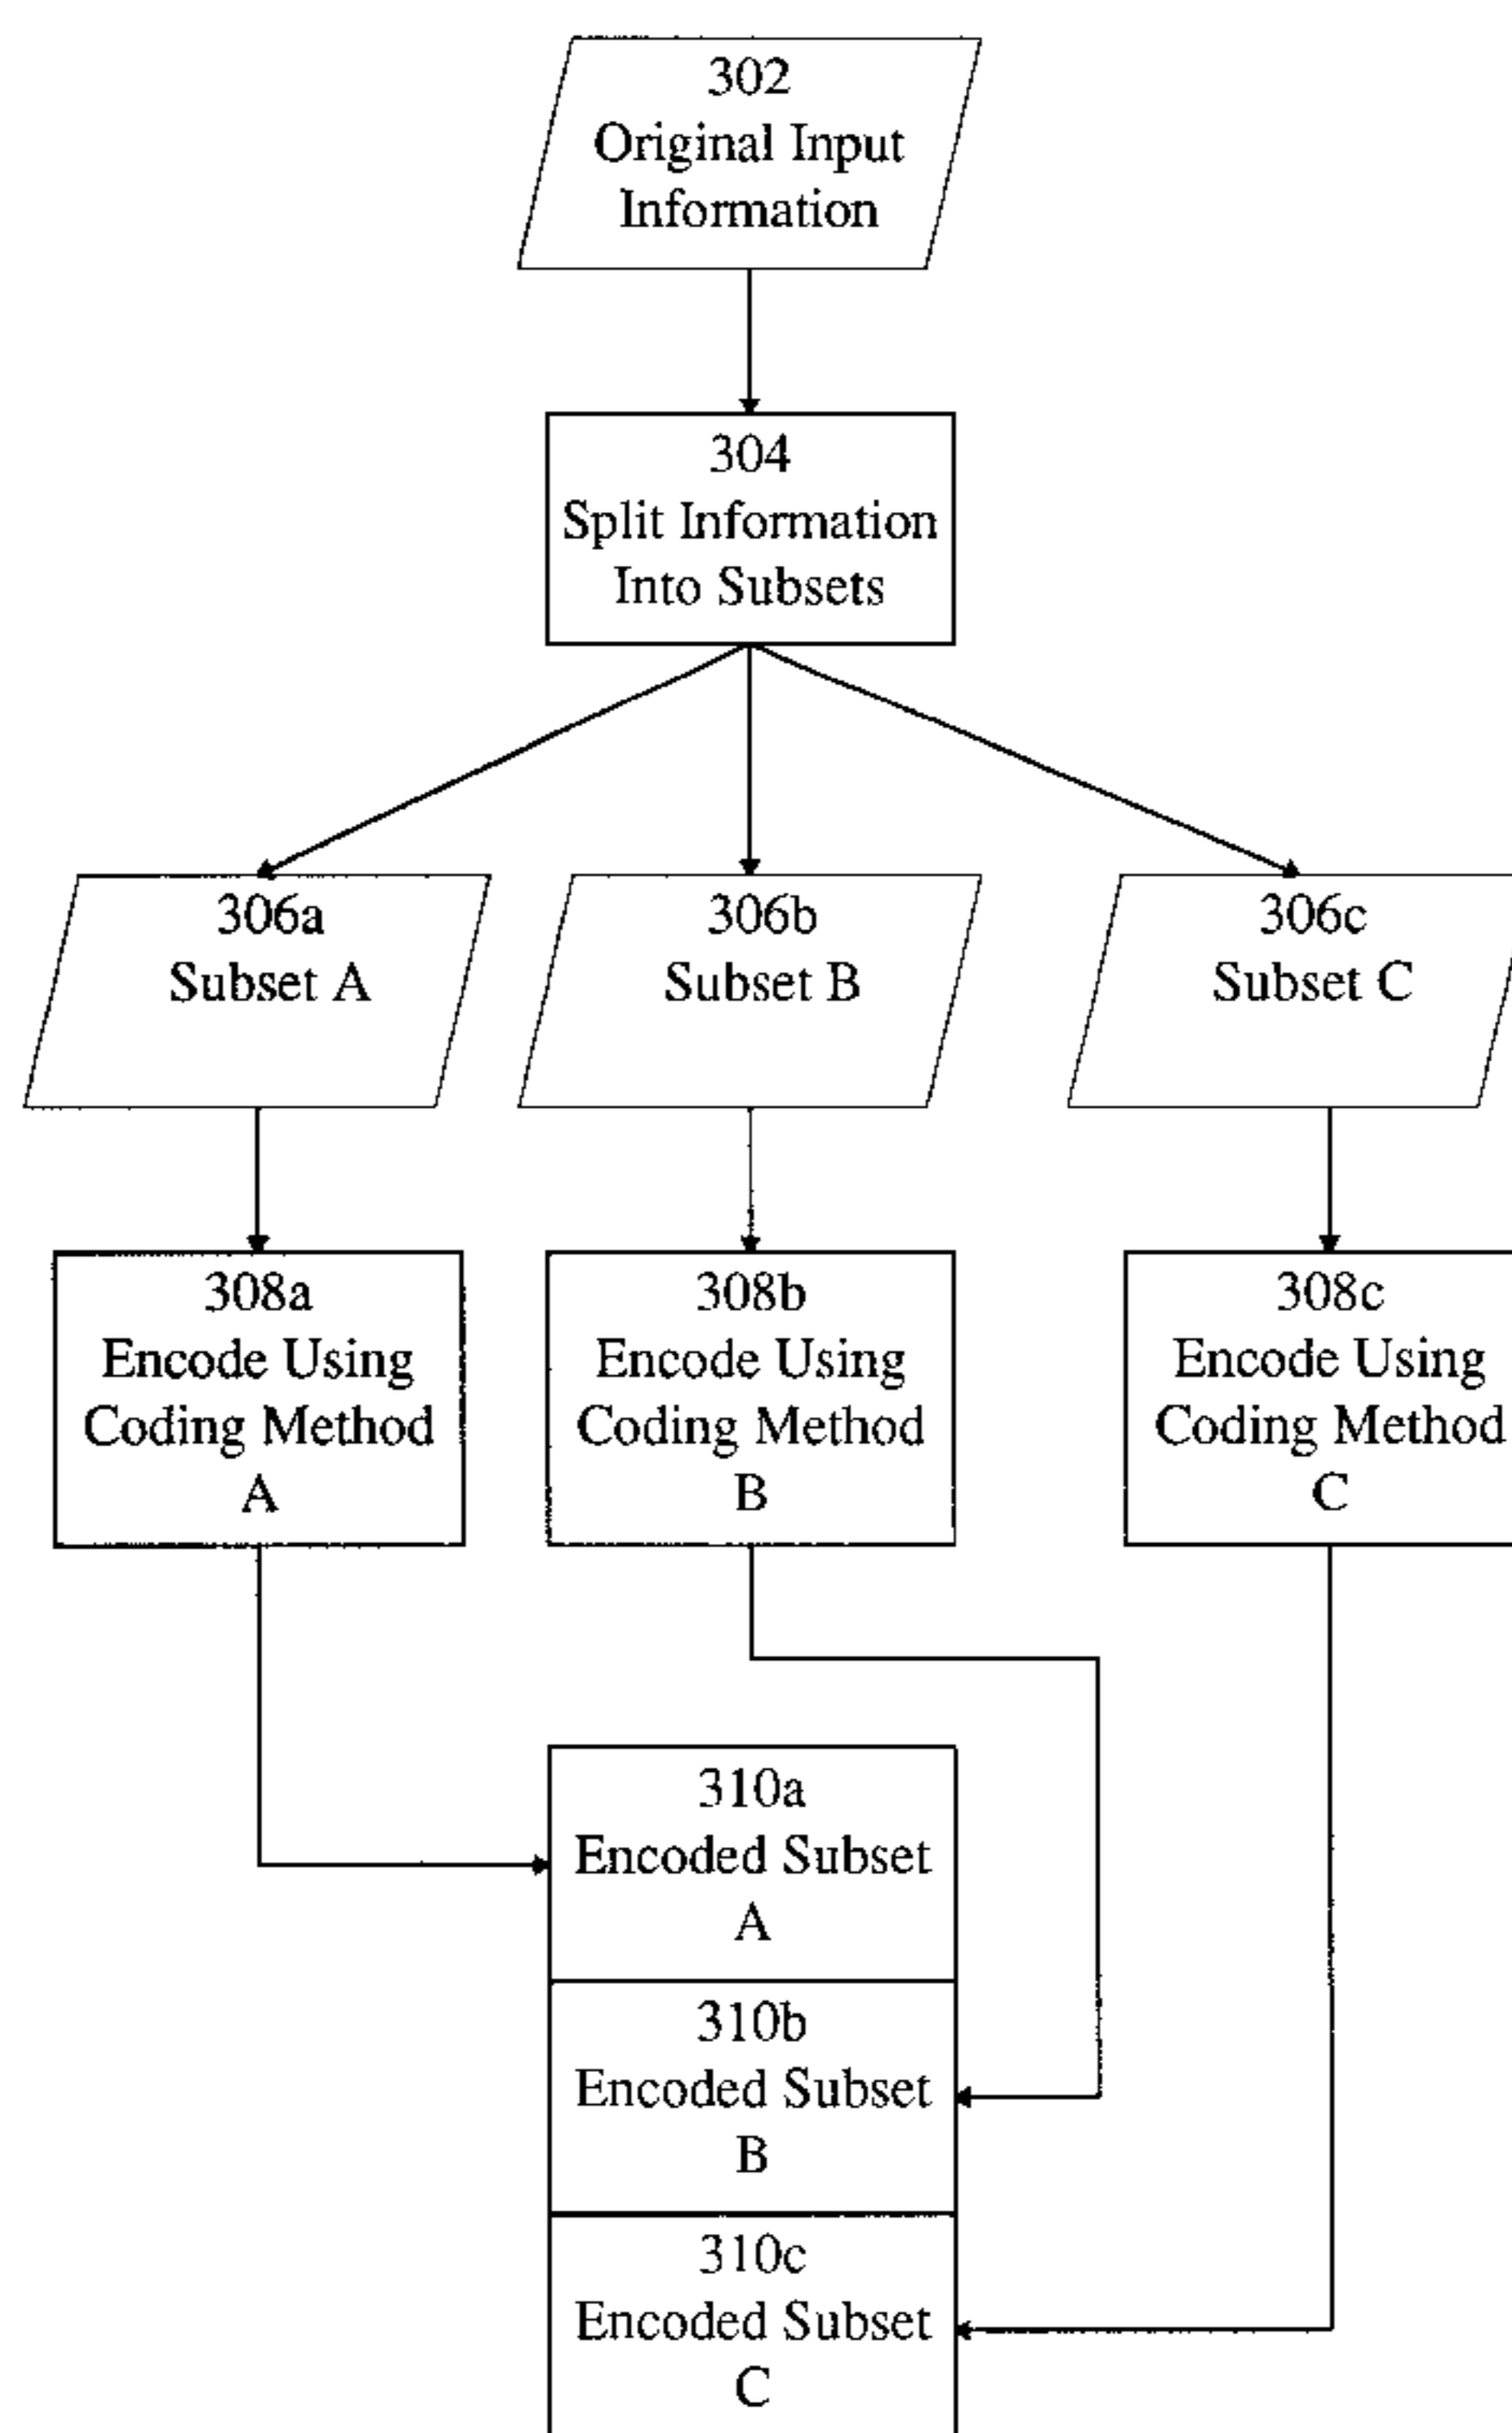 302
Original Input
Information
304
Split Information
Into Subsets
306a
Subset A
306b
Subset B
306c
Subset C
308a
Encode Using
Coding Method
A
308b
Encode Using
Coding Method
B
308c
Encode Using
Coding Method
C
310a
Encoded Subset
A
310b
Encoded Subset
B
310c
Encoded Subset
C